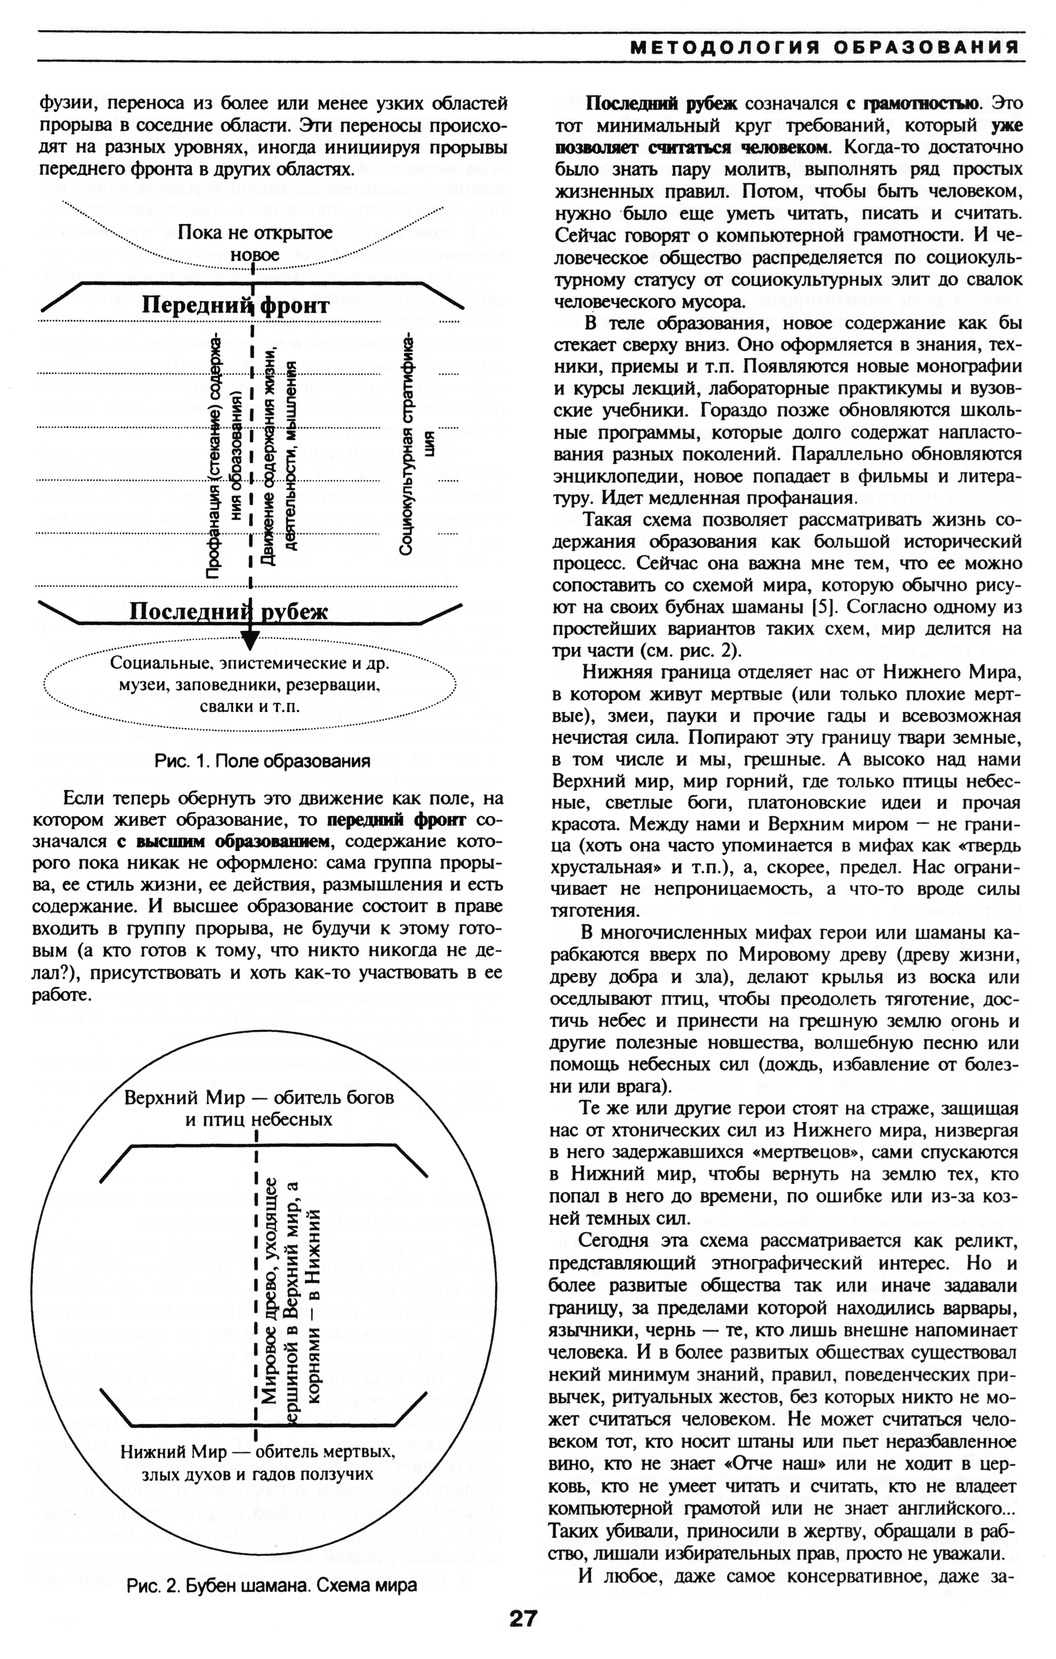 МЕТОДОЛОГИЯ ОБРАЗОВАНИЯ
фузии, переноса из более или менее узких областей
прорыва в соседние области. Эти переносы происхо-
дят на разных уровнях, иногда инициируя прорывы
переднего фронта в других областях.
Пока не открытое
новое
Передний фронт
Профанация (стекание) содержа-
ния образования)
Движение содержания жизни,
деятельности, мышления
Социокультурная стратифика-
ция
Последний рубеж
Социальные, эпистемические и др.
музеи, заповедники, резервации,
свалки и т.п.
Рис. 1. Поле образования
Если теперь обернуть это движение как поле, на
котором живет образование, то передний фронт со-
значался с высшим образованием, содержание кото-
рого пока никак не оформлено: сама группа проры-
ва, ее стиль жизни, ее действия, размышления и есть
содержание. И высшее образование состоит в праве
входить в группу прорыва, не будучи к этому гото-
вым (а кто готов к тому, что никто никогда не де-
лал?), присутствовать и хоть как-то участвовать в ее
работе.
Верхний Мир — обитель богов
и птиц небесных
Мировое древо, уходящее
ершиной в Верхний мир, а
корнями – в Нижний
Нижний Мир — обитель мертвых,
злых духов и гадов ползучих
Рис. 2. Бубен шамана. Схема мира
Последний рубеж созначался с грамотностью. Это
тот минимальный круг требований, который уже
позволяет считаться человеком. Когда-то достаточно
было знать пару молитв, выполнять ряд простых
жизненных правил. Потом, чтобы быть человеком,
нужно было еще уметь читать, писать и считать.
Сейчас говорят о компьютерной грамотности. И че-
ловеческое общество распределяется по социокуль-
турному статусу от социокультурных элит до свалок
человеческого мусора.
В теле образования, новое содержание как бы
стекает сверху вниз. Оно оформляется в знания, тех-
ники, приемы и т.п. Появляются новые монографии
и курсы лекций, лабораторные практикумы и вузов-
ские учебники. Гораздо позже обновляются школь-
ные программы, которые долго содержат напласто-
вания разных поколений. Параллельно обновляются
энциклопедии, новое попадает в фильмы и литера-
туру. Идет медленная профанация.
Такая схема позволяет рассматривать жизнь со-
держания образования как большой исторический
процесс. Сейчас она важна мне тем, что ее можно
сопоставить со схемой мира, которую обычно рису-
ют на своих бубнах шаманы [5]. Согласно одному из
простейших вариантов таких схем, мир делится на
три части (см. рис. 2).
Нижняя граница отделяет нас от Нижнего Мира,
в котором живут мертвые (или только плохие мерт-
вые), змеи, пауки и прочие гады и всевозможная
нечистая сила. Попирают эту границу твари земные,
в том числе и мы, грешные. А высоко над нами
Верхний мир, мир горний, где только птицы небес-
ные, светлые боги, платоновские идеи и прочая
красота. Между нами и Верхним миром — не грани-
ца (хоть она часто упоминается в мифах как «твердь
хрустальная» и т.п.), а, скорее, предел. Нас ограни-
чивает не непроницаемость, а что-то вроде силы
тяготения.
В многочисленных мифах герои или шаманы ка-
рабкаются вверх по Мировому древу (древу жизни,
древу добра и зла), делают крылья из воска или
оседлывают птиц, чтобы преодолеть тяготение, дос-
тичь небес и принести на грешную землю огонь и
другие полезные новшества, волшебную песню или
помощь небесных сил (дождь, избавление от болез-
ни или врага).
Те же или другие герои стоят на страже, защищая
нас от хтонических сил из Нижнего мира, низвергая
в него задержавшихся «мертвецов», сами спускаются
в Нижний мир, чтобы вернуть на землю тех, кто
попал в него до времени, по ошибке или из-за коз-
ней темных сил.
Сегодня эта схема рассматривается как реликт,
представляющий этнографический интерес. Но и
более развитые общества так или иначе задавали
границу, за пределами которой находились варвары,
язычники, чернь — те, кто лишь внешне напоминает
человека. И в более развитых обществах существовал
некий минимум знаний, правил, поведенческих при-
вычек, ритуальных жестов, без которых никто не мо-
жет считаться человеком. Не может считаться чело-
веком тот, кто носит штаны или пьет неразбавленное
вино, кто не знает «Отче наш» или не ходит в цер-
ковь, кто не умеет читать и считать, кто не владеет
компьютерной грамотой или не знает английского...
Таких убивали, приносили в жертву, обращали в раб-
ство, лишали избирательных прав, просто не уважали.
И любое, даже самое консервативное, даже за-
27